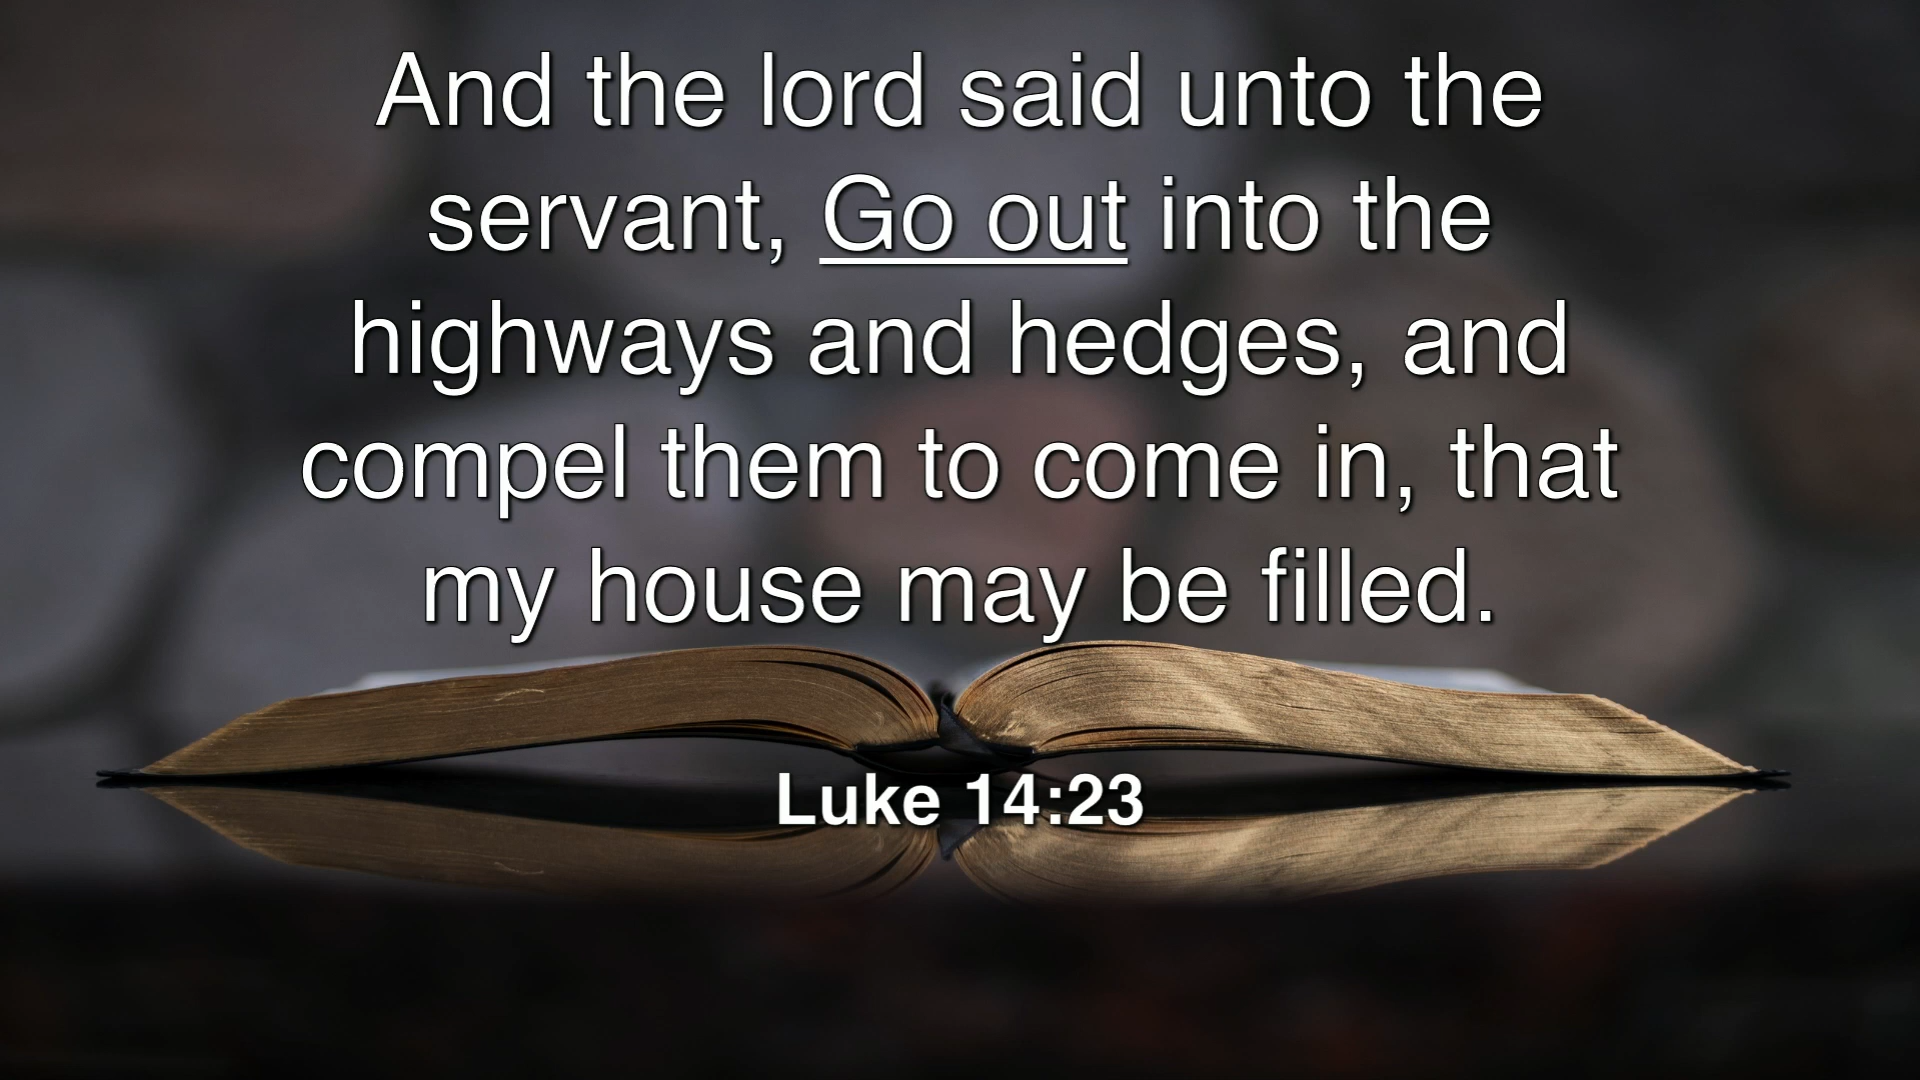 And the lord said unto the
servant, Go out into the
highways and hedges, and
compel them to come in, that
my house may be filled.
Luke 14:23